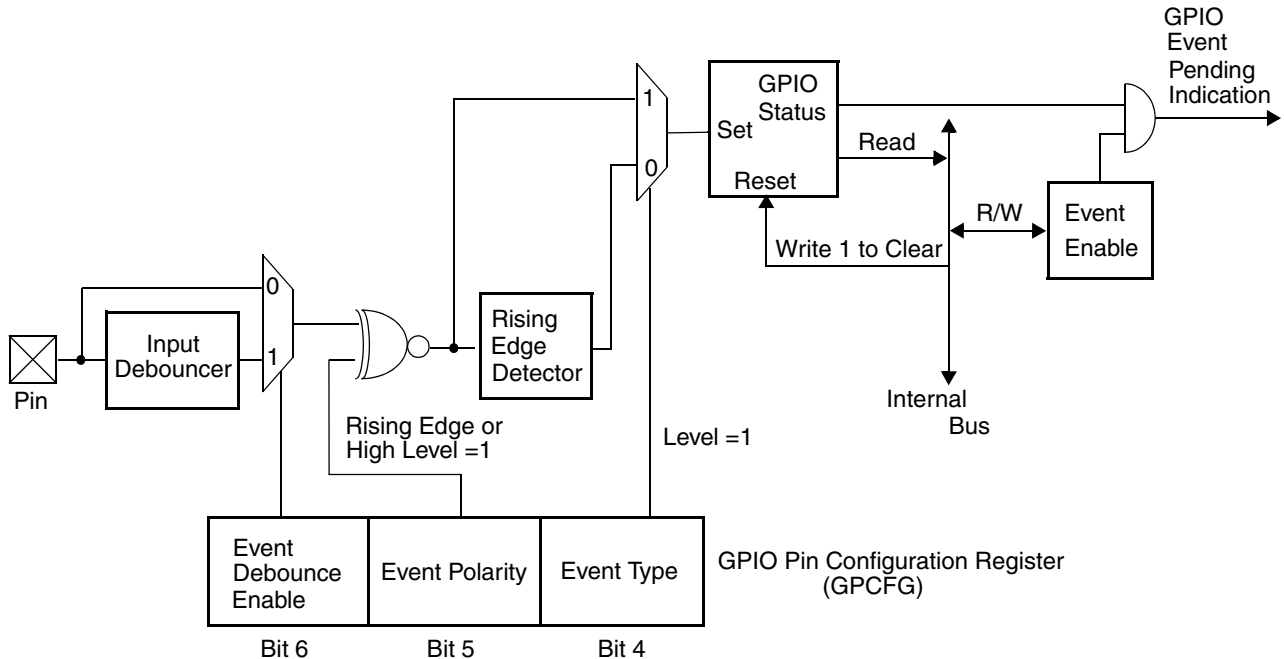 GPIO
Event
Pending
Indication
1
GPIO
Status
Set
Read
0
Reset
R/W
Event
Enable
Write 1 to Clear
0
Input
Debouncer
1
Rising
Edge
Detector
Pin
Internal
Bus
Rising Edge or
High Level =1
Level =1
Event
Debounce
Enable
Event Polarity
Event Type
GPIO Pin Configuration Register
(GPCFG)
Bit 6
Bit 5
Bit 4